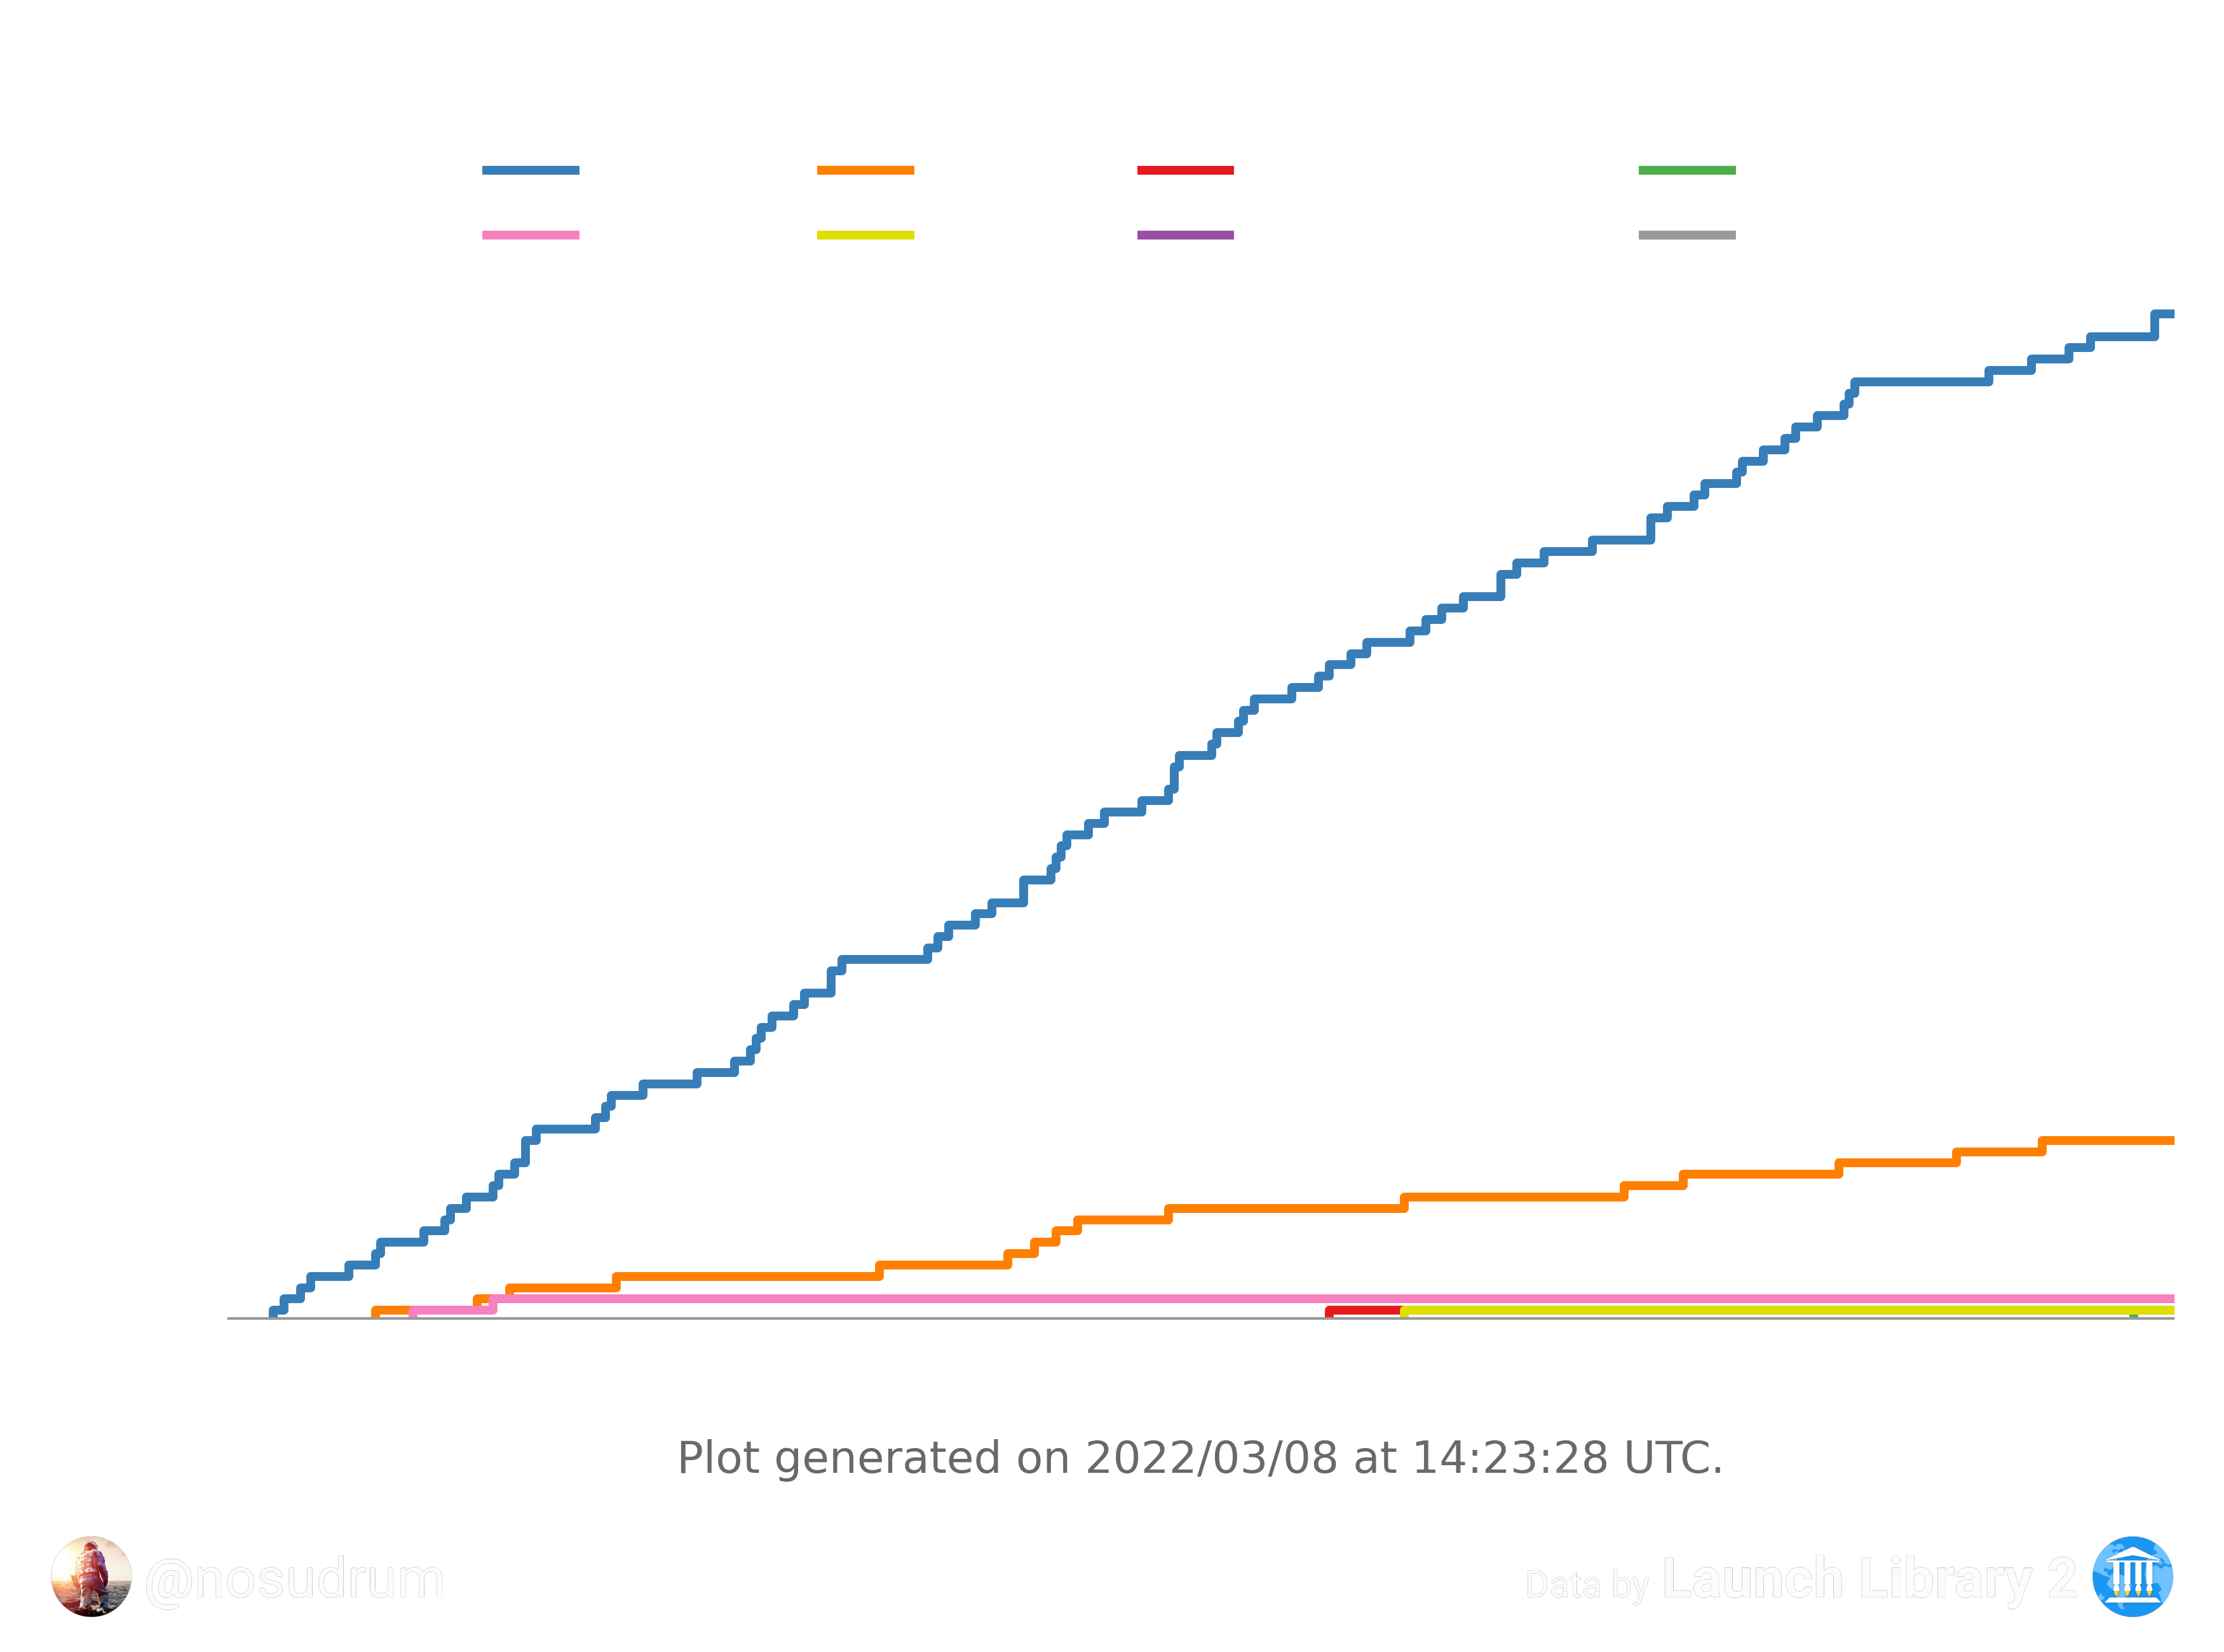 Plot generated on 2022/03/08 at 14:23:28 UTC.
@nosudrum
Data by Launch Library 2